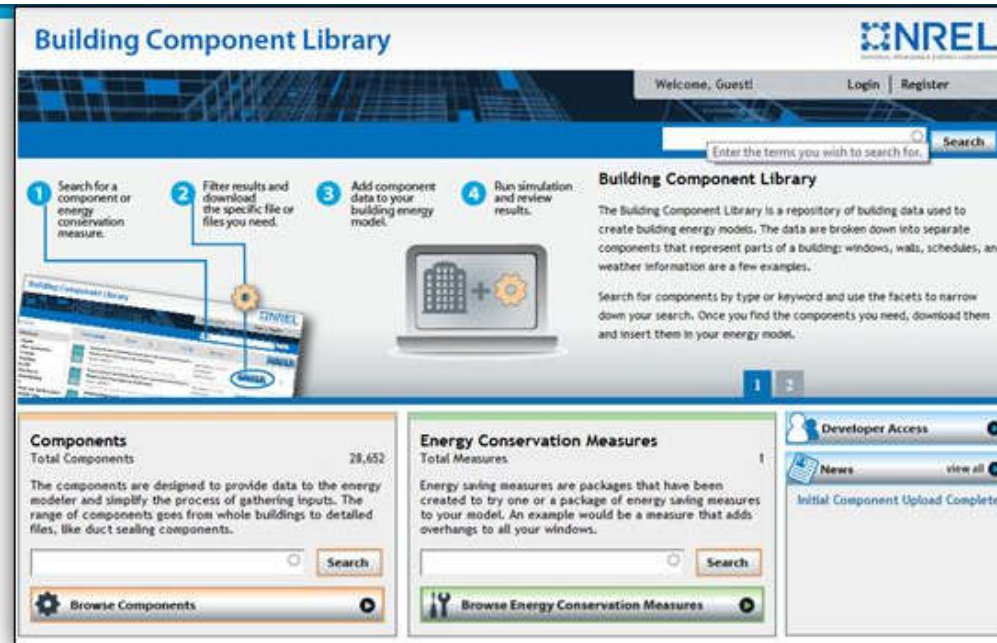 Building Component Library
NREL
Welcome, Guest!
Login | Register
Search
Enter the terms you wish to search for.
1
Search for a
component or
energy
conservation
measure.
2
Filter results and
download
the specific file or
files you need.
3
Add component
data to your
building energy
model.
4
Run simulation
and review
results.
Building Component Library
The Building Component Library is a repository of building data used to
create building energy models. The data are broken down into separate
components that represent parts of a building: windows, walls, schedules, an
weather information are a few examples.
Search for components by type or keyword and use the facets to narrow
down your search. Once you find the components you need, download them
and insert them in your energy model.
Building Component Library
NREL
1
2
Components
Total Components 28,652
The components are designed to provide data to the energy
modeler and simplify the process of gathering inputs. The
range of components goes from whole buildings to detailed
files, like duct sealing components.
Search
Browse Components
Energy Conservation Measures
Total Measures 1
Energy saving measures are packages that have been
created to try one or a package of energy saving measures
to your model. An example would be a measure that adds
overhangs to all your windows.
Search
Browse Energy Conservation Measures
Developer Access
News view all
Initial Component Upload Complete